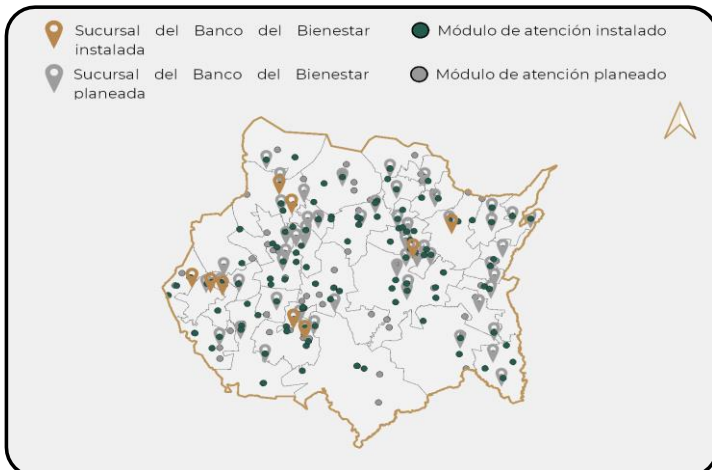 Sucursal del Banco del Bienestar
instalada
Módulo de atención instalado
Sucursal del Banco del Bienestar
planeada
Módulo de atención planeado